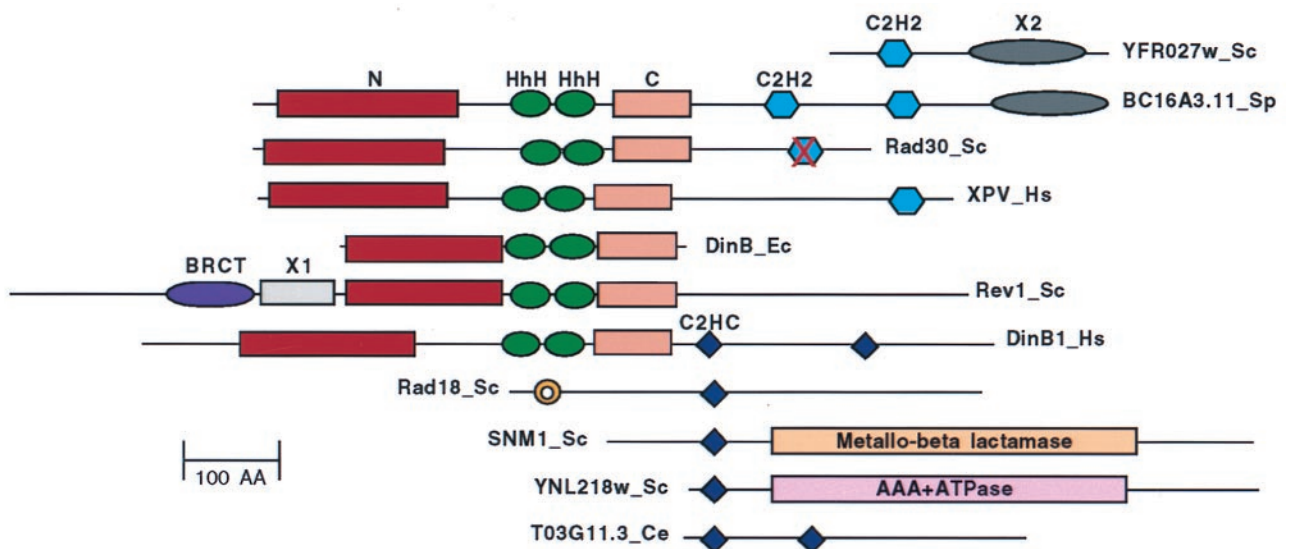 C2H2 X2
YFR027w_Sc
N HhH HhH C C2H2
BC16A3.11_Sp
Rad30_Sc
XPV_Hs
DinB_Ec
BRCT X1
Rev1_Sc
C2HC
DinB1_Hs
Rad18_Sc
SNM1_Sc Metallo-beta lactamase
100 AA
YNL218w_Sc AAA+ATPase
T03G11.3_Ce